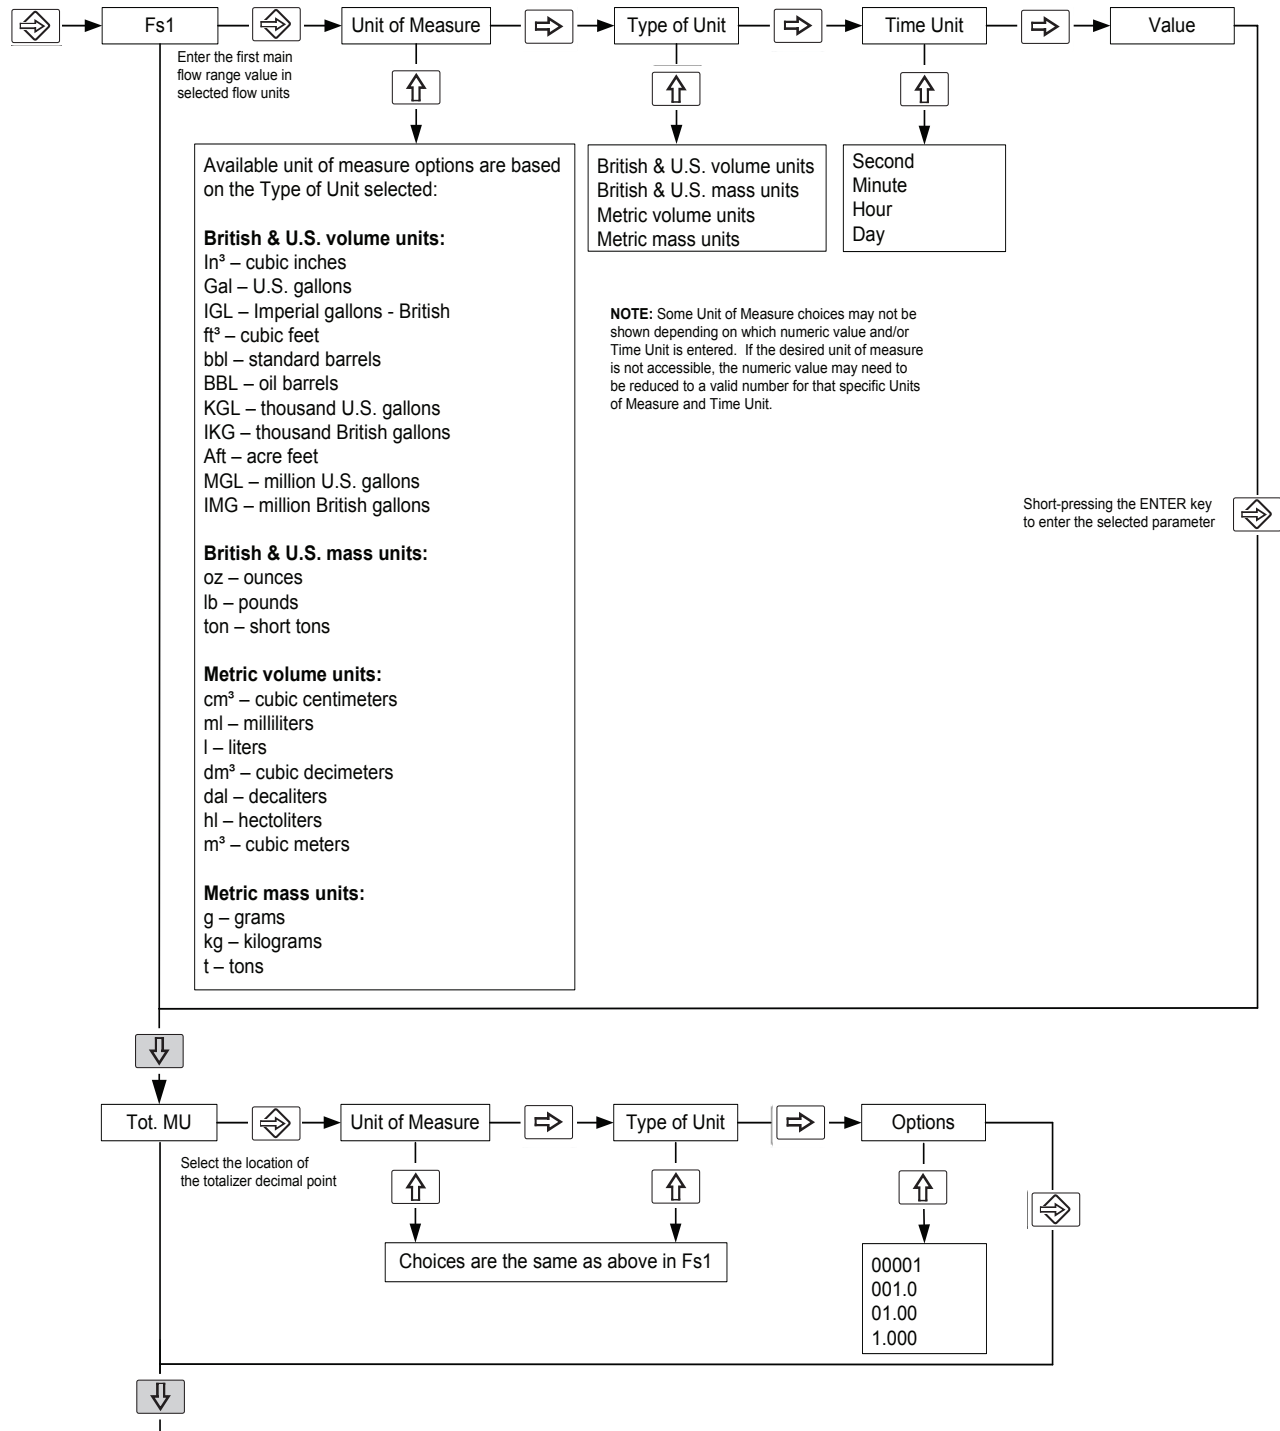 Fs1
Unit of Measure
Type of Unit
Time Unit
Value
Enter the first main
flow range value in
selected flow units
Available unit of measure options are based
on the Type of Unit selected:
British & U.S. volume units:
In³ – cubic inches
Gal – U.S. gallons
IGL – Imperial gallons - British
ft³ – cubic feet
bbl – standard barrels
BBL – oil barrels
KGL – thousand U.S. gallons
IKG – thousand British gallons
Aft – acre feet
MGL – million U.S. gallons
IMG – million British gallons
British & U.S. mass units:
oz – ounces
lb – pounds
ton – short tons
Metric volume units:
cm³ – cubic centimeters
ml – milliliters
l – liters
dm³ – cubic decimeters
dal – decaliters
hl – hectoliters
m³ – cubic meters
Metric mass units:
g – grams
kg – kilograms
t – tons
British & U.S. volume units
British & U.S. mass units
Metric volume units
Metric mass units
Second
Minute
Hour
Day
NOTE: Some Unit of Measure choices may not be
shown depending on which numeric value and/or
Time Unit is entered.  If the desired unit of measure
is not accessible, the numeric value may need to
be reduced to a valid number for that specific Units
of Measure and Time Unit.
Short-pressing the ENTER key
to enter the selected parameter
Tot. MU
Unit of Measure
Type of Unit
Options
Select the location of
the totalizer decimal point
Choices are the same as above in Fs1
00001
001.0
01.00
1.000